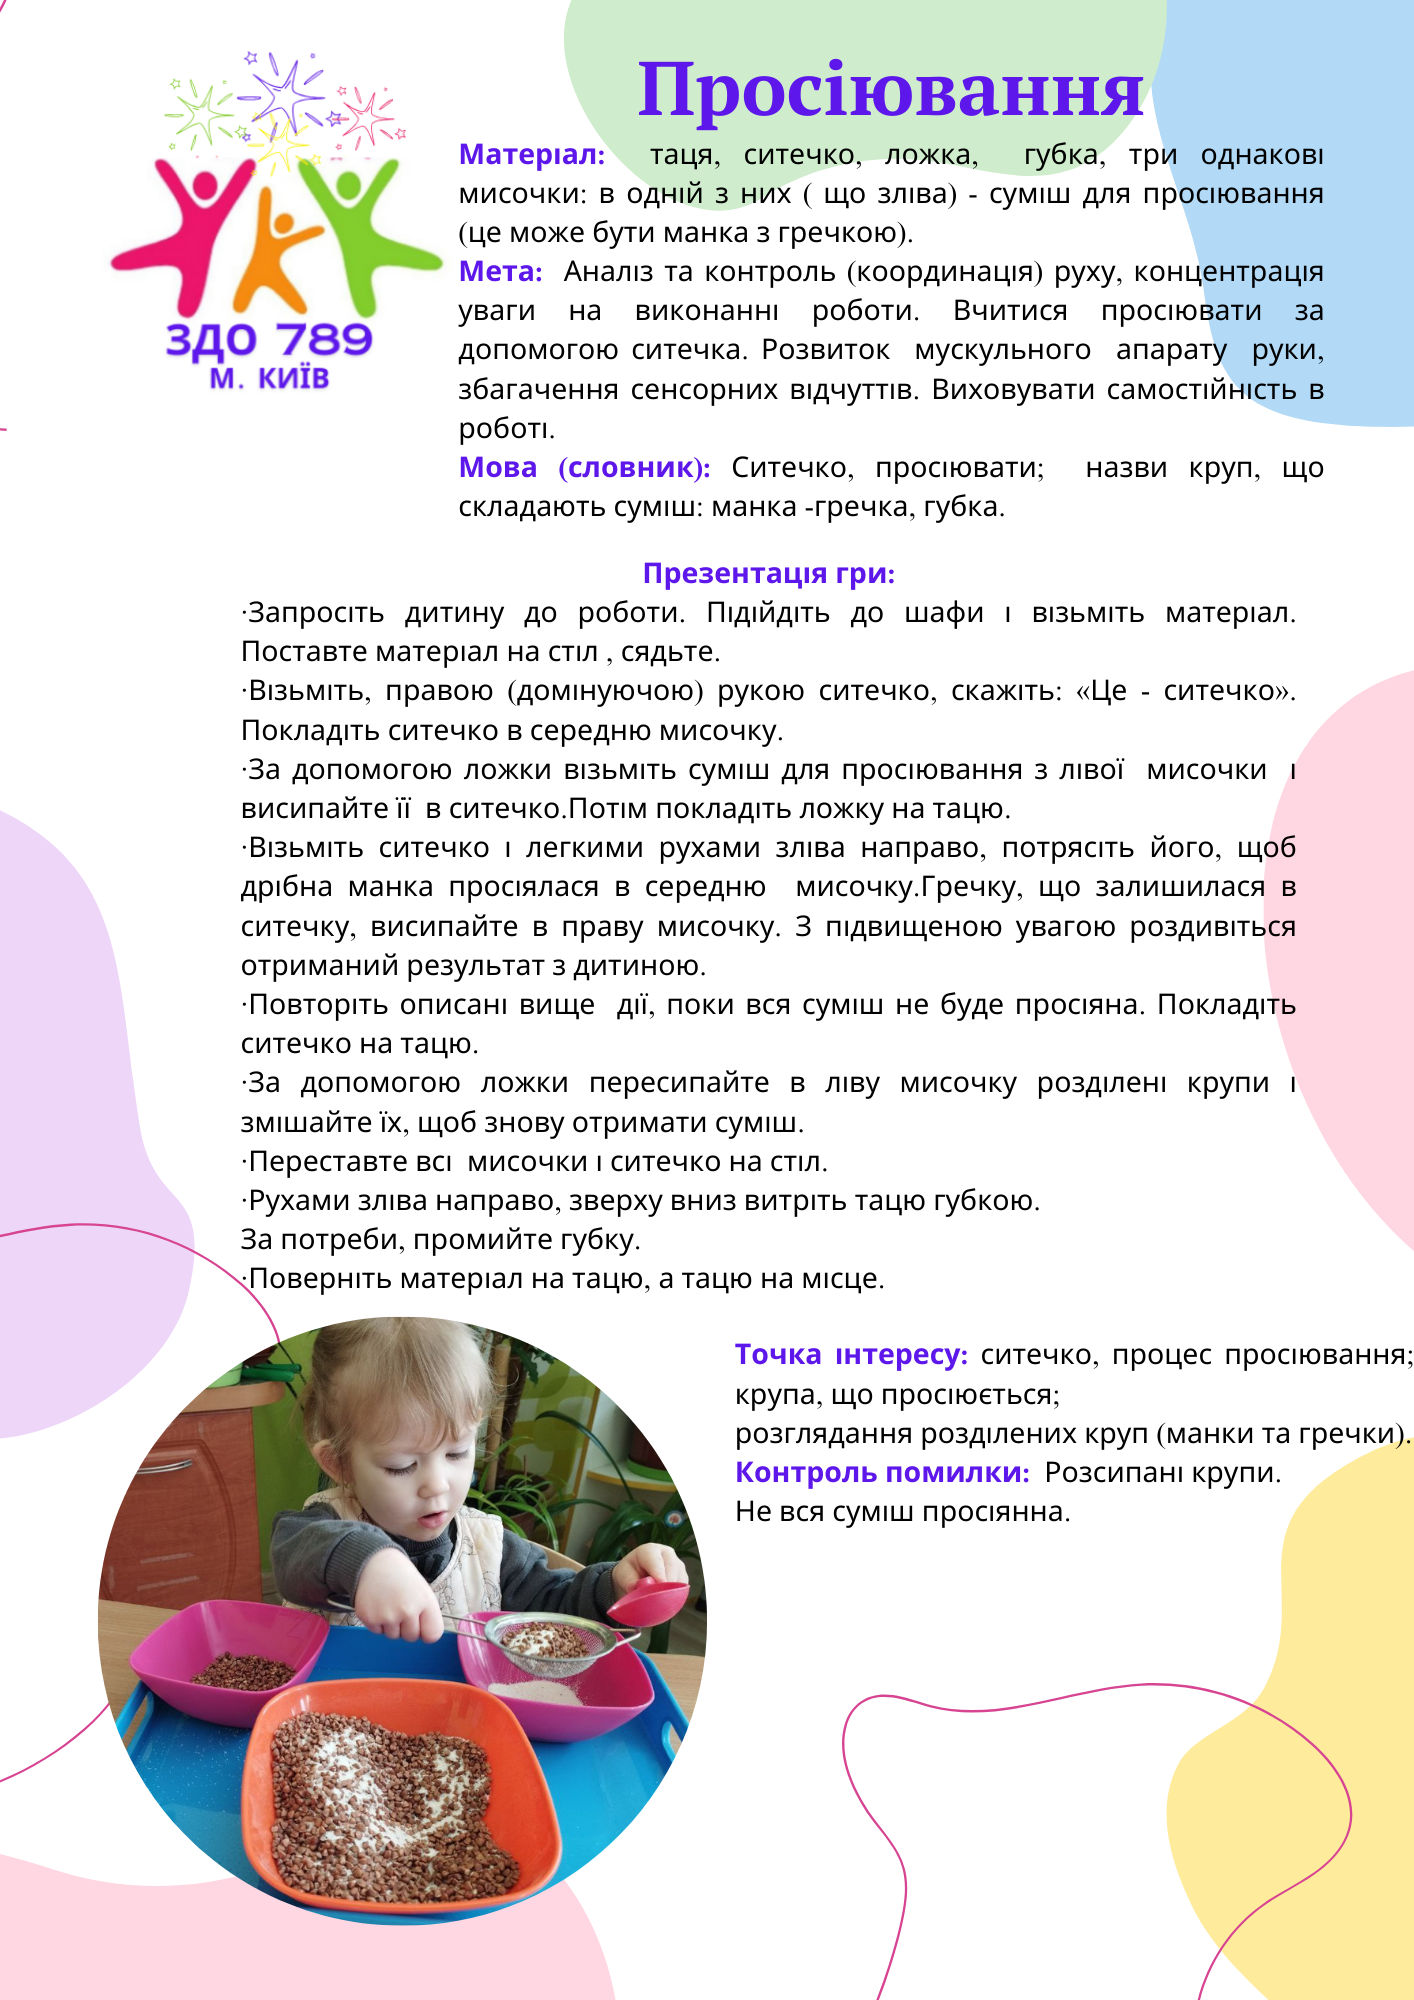 Просіювання
ЗДО 789
М. КИЇВ
Матеріал: таця, ситечко, ложка, губка, три однакові
мисочки: в одній з них ( що зліва) - суміш для просіювання
(це може бути манка з гречкою).
Мета: Аналіз та контроль (координація) руху, концентрація
уваги на виконанні роботи. Вчитися просіювати за
допомогою ситечка. Розвиток мускульного апарату руки,
збагачення сенсорних відчуттів. Виховувати самостійність в
роботі.
Мова (словник): Ситечко, просіювати; назви круп, що
складають суміш: манка -гречка, губка.
Презентація гри:
·Запросіть дитину до роботи. Підійдіть до шафи і візьміть матеріал.
Поставте матеріал на стіл , сядьте.
·Візьміть, правою (домінуючою) рукою ситечко, скажіть: «Це - ситечко».
Покладіть ситечко в середню мисочку.
·За допомогою ложки візьміть суміш для просіювання з лівої мисочки і
висипайте її в ситечко.Потім покладіть ложку на тацю.
·Візьміть ситечко і легкими рухами зліва направо, потрясіть його, щоб
дрібна манка просіялася в середню мисочку.Гречку, що залишилася в
ситечку, висипайте в праву мисочку. З підвищеною увагою роздивіться
отриманий результат з дитиною.
·Повторіть описані вище дії, поки вся суміш не буде просіяна. Покладіть
ситечко на тацю.
·За допомогою ложки пересипайте в ліву мисочку розділені крупи і
змішайте їх, щоб знову отримати суміш.
·Переставте всі мисочки і ситечко на стіл.
·Рухами зліва направо, зверху вниз витріть тацю губкою.
За потреби, промийте губку.
·Поверніть матеріал на тацю, а тацю на місце.
Точка інтересу: ситечко, процес просіювання;
крупа, що просіюється;
розглядання розділених круп (манки та гречки).
Контроль помилки: Розсипані крупи.
Не вся суміш просіянна.